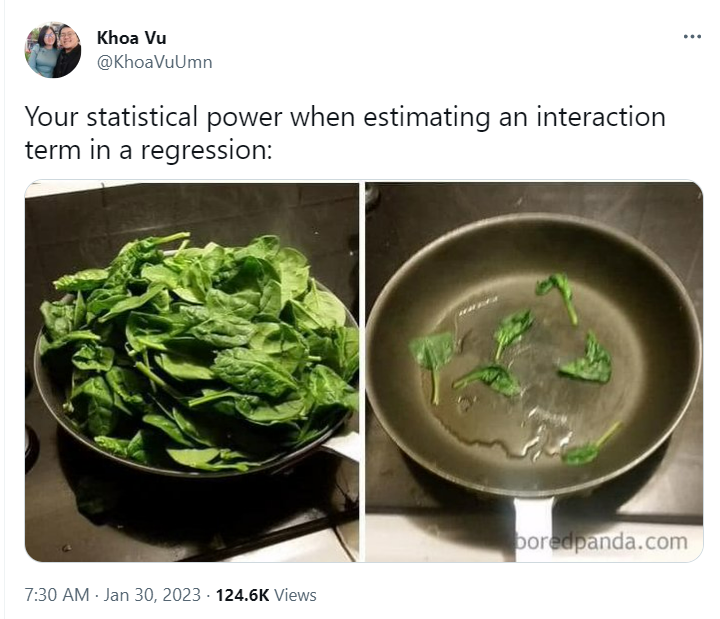 Khoa Vu
@KhoaVuUmn
Your statistical power when estimating an interaction
term in a regression:
boredpanda.com
7:30 AM · Jan 30, 2023 · 124.6K Views